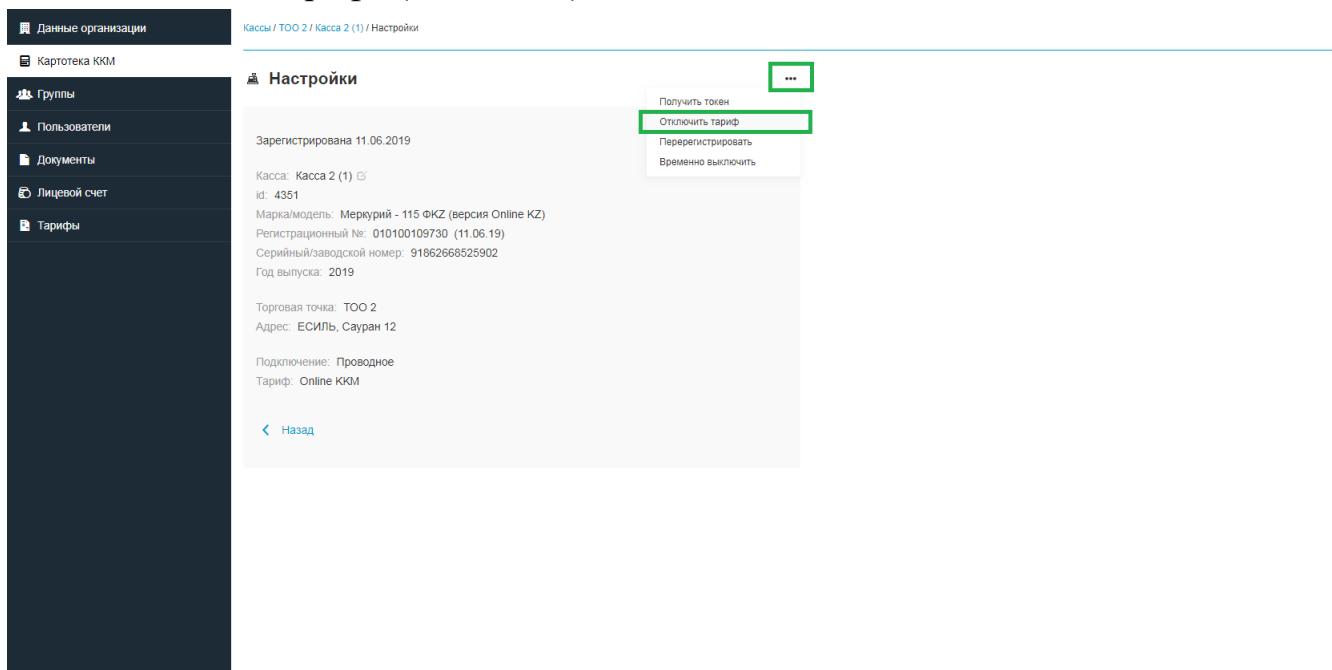 Данные организации
Картотека ККМ
Группы
Пользователи
Документы
Лицевой счет
Тарифы
Кассы / ТОО 2 / Касса 2 (1) / Настройки
Настройки
•••
Получить токен
Отключить тариф
Перерегистрировать
Временно выключить
Зарегистрирована 11.06.2019
Касса: Касса 2 (1)
id: 4351
Марка/модель: Меркурий - 115 ФKZ (версия Online KZ)
Регистрационный №: 010100109730 (11.06.19)
Серийный/заводской номер: 91862668525902
Год выпуска: 2019
Торговая точка: ТОО 2
Адрес: ЕСИЛЬ, Сауран 12
Подключение: Проводное
Тариф: Online ККМ
Назад